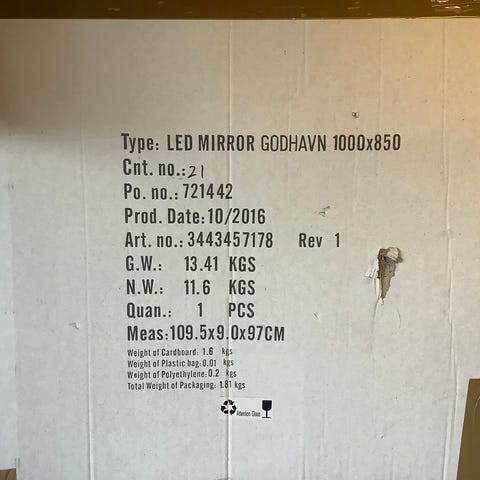 Type: LED MIRROR GODHAVN 1000x850
Cnt. no.: 21
Po. no.: 721442
Prod. Date: 10/2016
Art. no.: 3443457178 Rev 1
G.W.: 13.41 KGS
N.W.: 11.6 KGS
Quan.: 1 PCS
Meas: 109.5x9.0x97CM
Weight of Cardboard: 1.6 kgs
Weight of Plastic bag: 0.01 kgs
Weight of Polyethylene: 0.2 kgs
Total Weight of Packaging: 1.81 kgs
Attention Glass